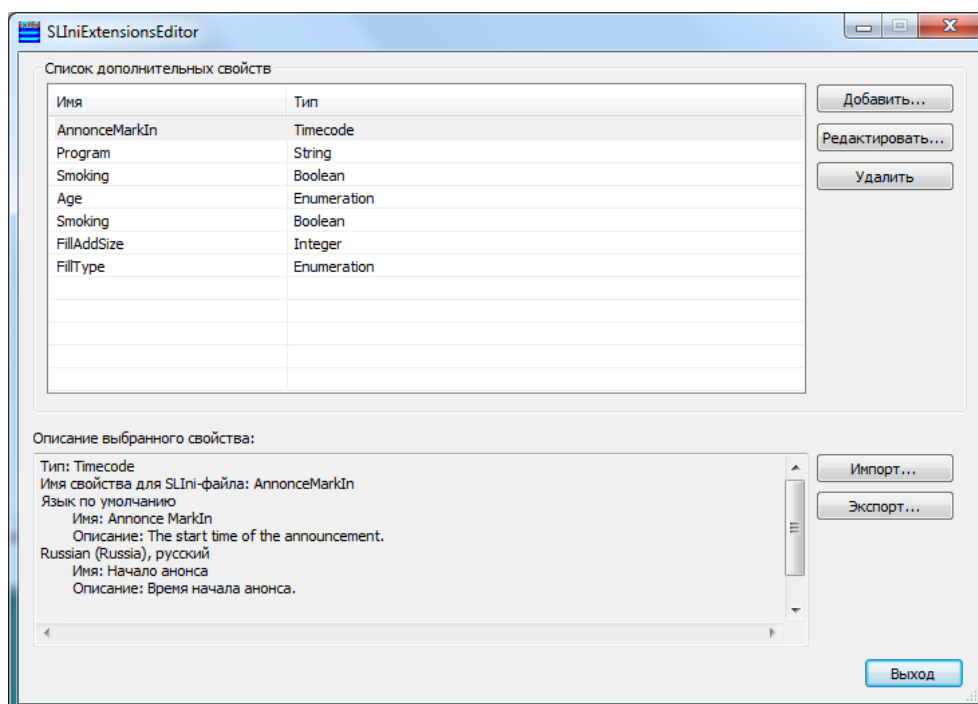 SLIniExtensionsEditor
Список дополнительных свойств
Имя Тип
AnnonceMarkIn Timecode
Program String
Smoking Boolean
Age Enumeration
Smoking Boolean
FillAddSize Integer
FillType Enumeration
Добавить...
Редактировать...
Удалить
Описание выбранного свойства:
Тип: Timecode
Имя свойства для SLIni-файла: AnnonceMarkIn
Язык по умолчанию
Имя: Annonce MarkIn
Описание: The start time of the announcement.
Russian (Russia), русский
Имя: Начало анонса
Описание: Время начала анонса.
Импорт...
Экспорт...
Выход